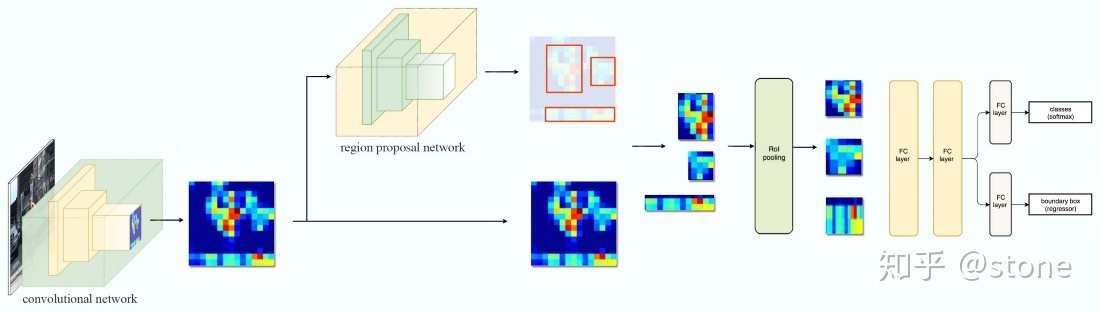 convolutional network
region proposal network
RoI
pooling
FC
layer
FC
layer
FC
layer
classes
(softmax)
FC
layer
boundary box
(regressor)
知乎 @stone